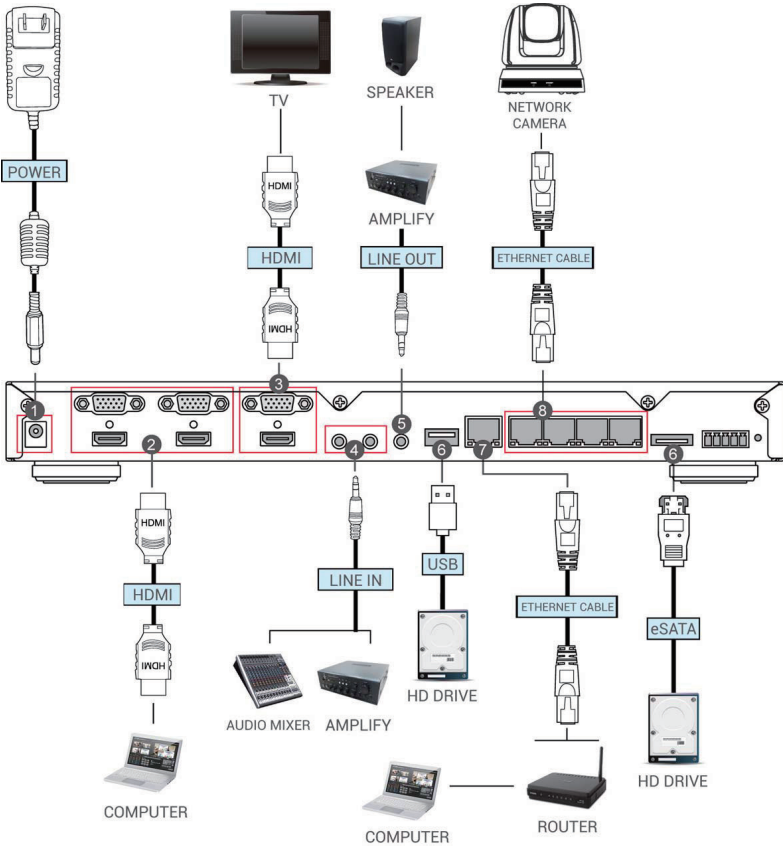 TV
SPEAKER
NETWORK
CAMERA
POWER
HDMI
AMPLIFY
HDMI
LINE OUT
ETHERNET CABLE
HDMI
1
2
3
4
5
6
7
8
6
HDMI
HDMI
HDMI
LINE IN
USB
ETHERNET CABLE
eSATA
AUDIO MIXER
AMPLIFY
HD DRIVE
HD DRIVE
COMPUTER
COMPUTER
ROUTER